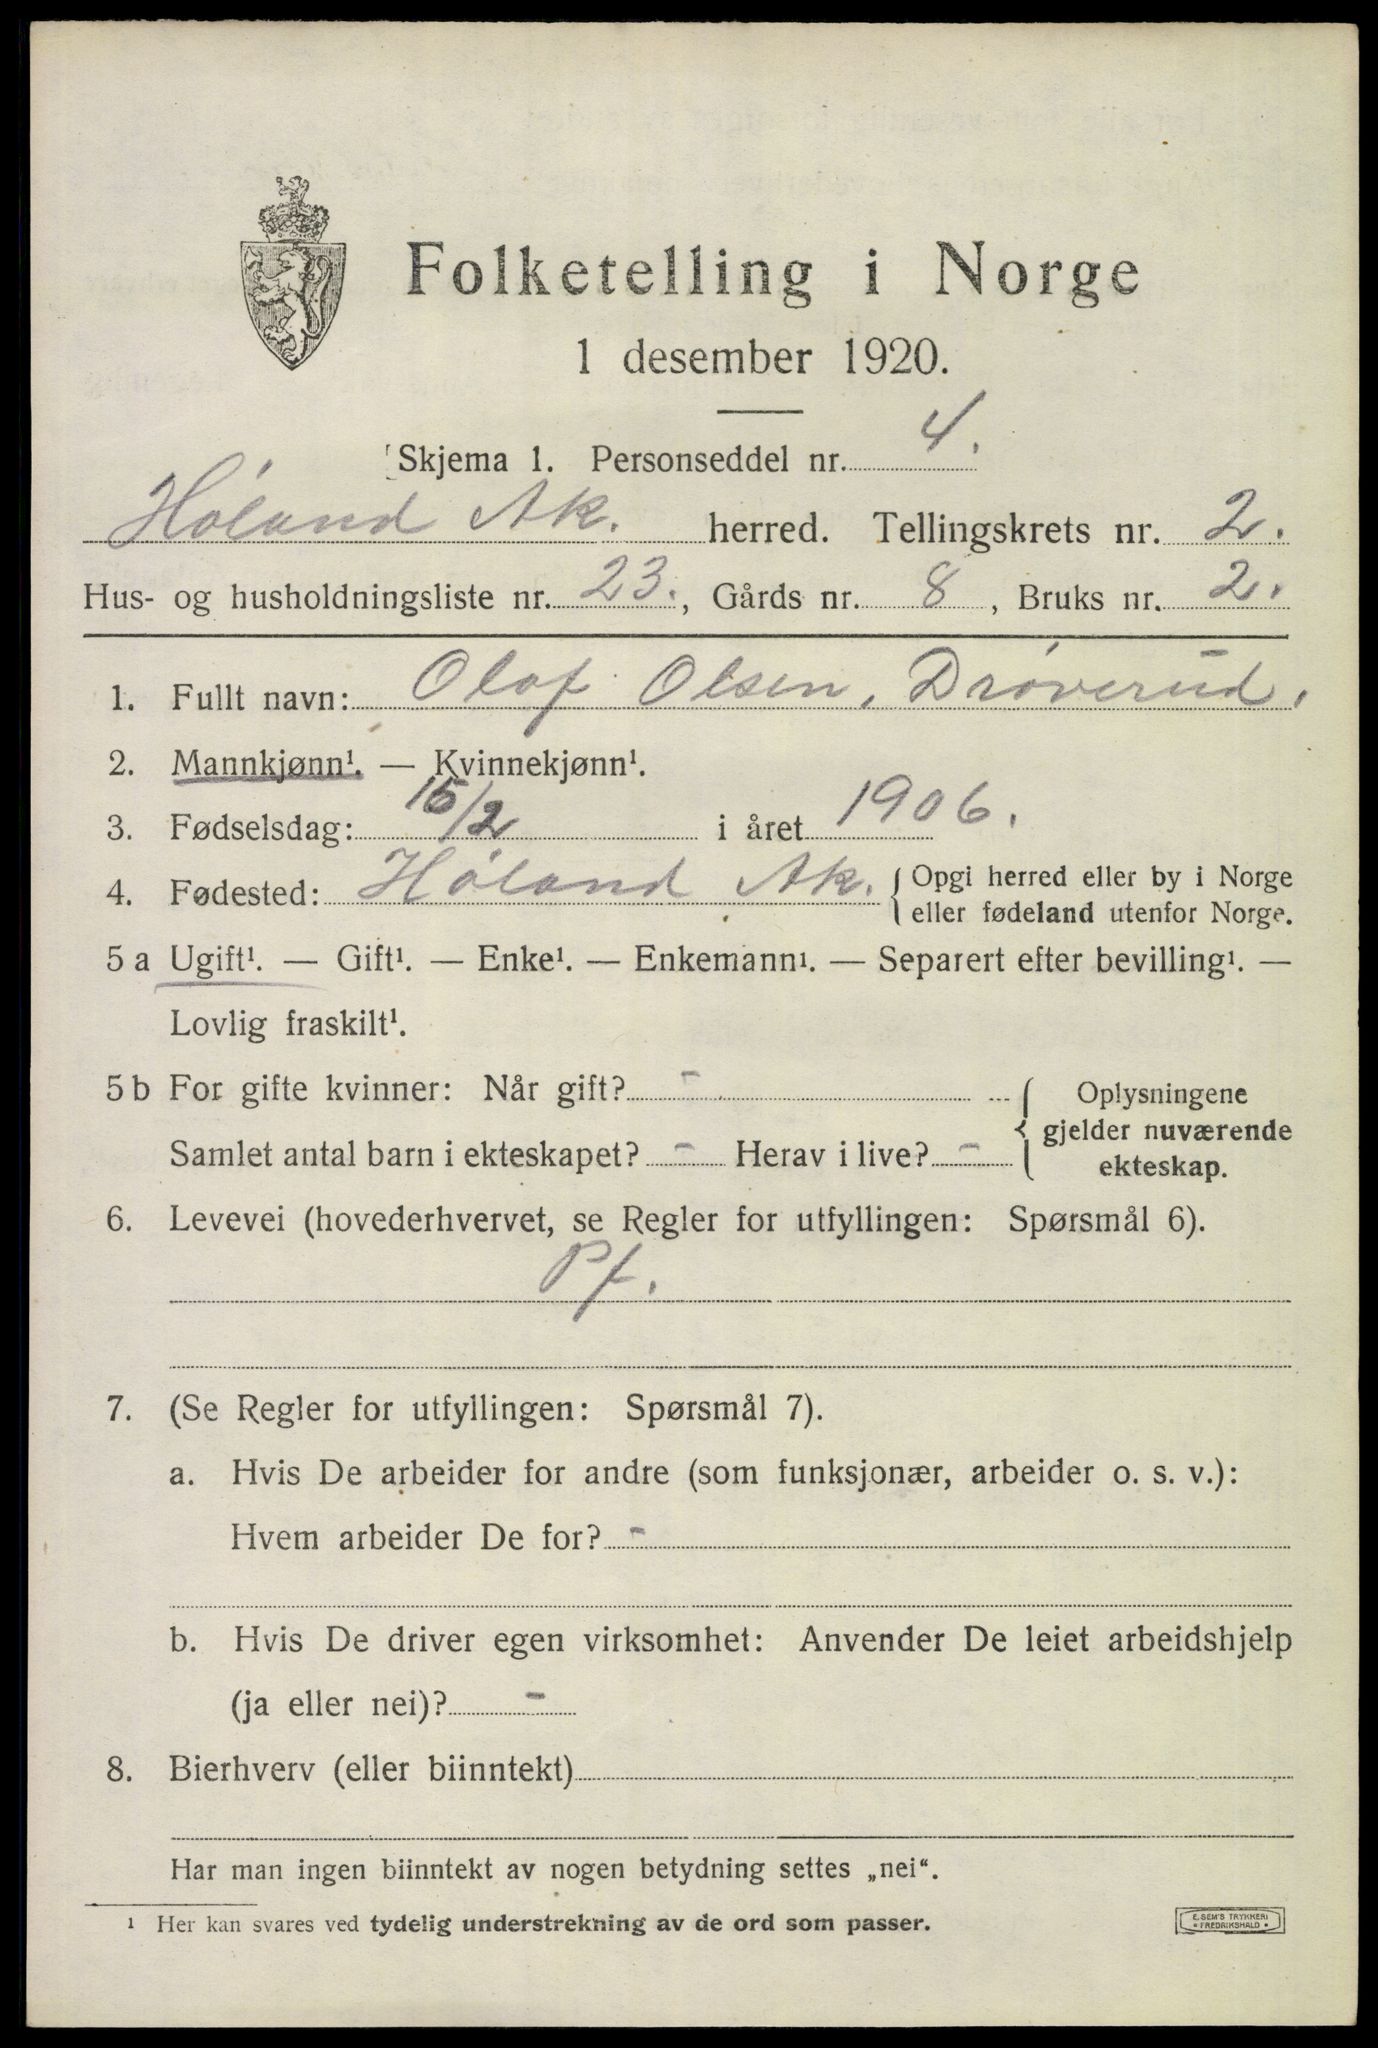 Folketelling i Norge
1 desember 1920.
Skjema 1. Personseddel nr. 4.
Høland Ak. herred. Tellingskrets nr. 2.
Hus- og husholdningsliste nr. 23., Gårds nr. 8, Bruks nr. 2.
1. Fullt navn: Olaf Olsen, Drøverud.
2. Mannkjønn¹. — Kvinnekjønn¹.
3. Fødselsdag: 15/2 i året 1906.
4. Fødested: Høland Ak. { Opgi herred eller by i Norge
eller fødeland utenfor Norge.
5 a Ugift¹. — Gift¹. — Enke¹. — Enkemann¹. — Separert efter bevilling¹. —
Lovlig fraskilt¹.
5 b For gifte kvinner: Når gift? -
Samlet antal barn i ekteskapet? - Herav i live? -
{ Oplysningene
gjelder nuværende
ekteskap.
6. Levevei (hovederhvervet, se Regler for utfyllingen: Spørsmål 6).
Pf.
7. (Se Regler for utfyllingen: Spørsmål 7).
a. Hvis De arbeider for andre (som funksjonær, arbeider o. s. v.):
Hvem arbeider De for? -
b. Hvis De driver egen virksomhet: Anvender De leiet arbeidshjelp
(ja eller nei)? -
8. Bierhverv (eller biinntekt)
Har man ingen biinntekt av nogen betydning settes „nei“.
¹ Her kan svares ved tydelig understrekning av de ord som passer.
E. SEM'S TRYKKERI
* FREDRIKSHALD *